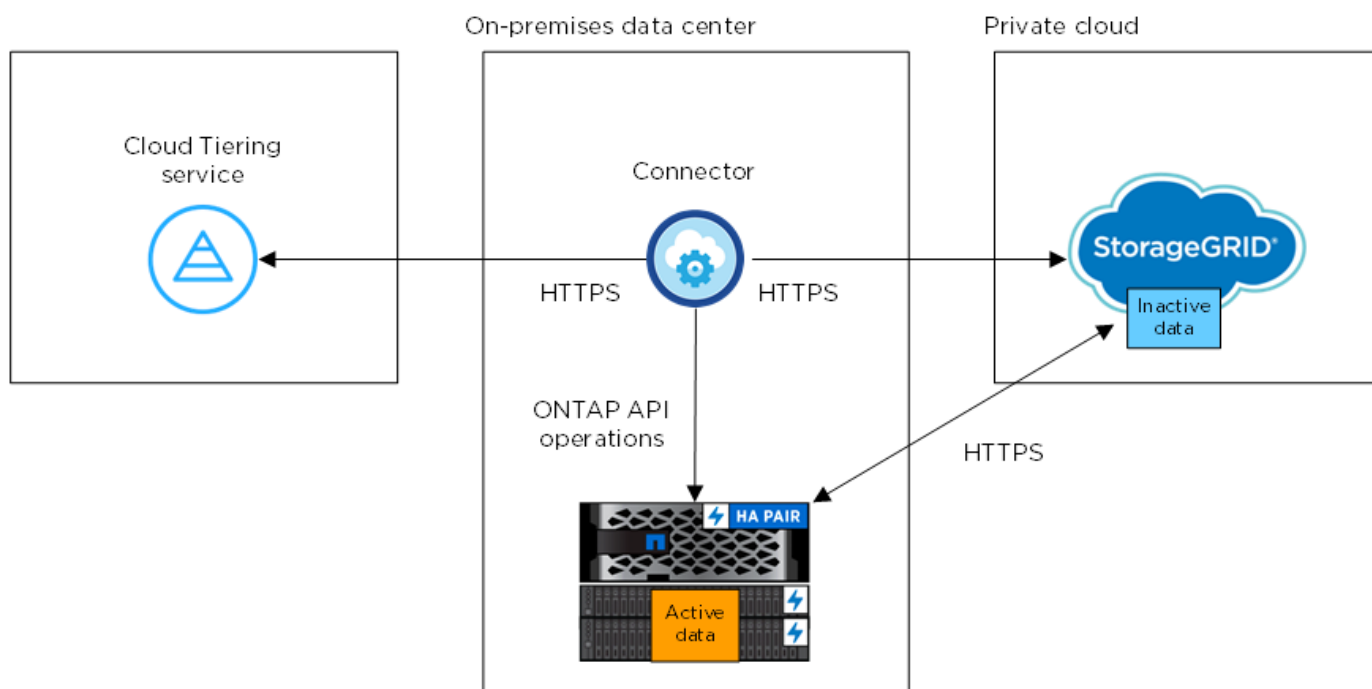 On-premises data center
Private cloud
Cloud Tiering
service
Connector
StorageGRID®
Inactive
data
HTTPS
HTTPS
ONTAP API
operations
HTTPS
HA PAIR
Active
data